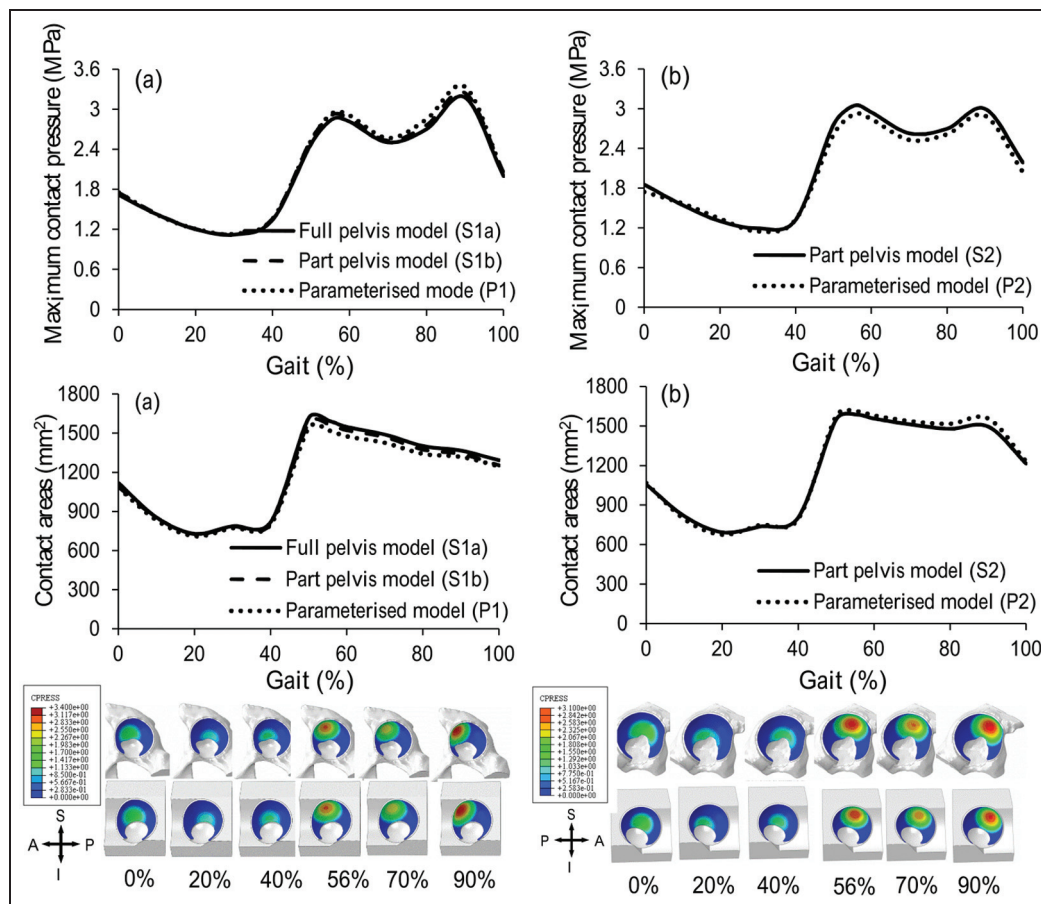 Maximum contact pressure (MPa)
3.6
3
2.4
1.8
1.2
0.6
0
(a)
Full pelvis model (S1a)
Part pelvis model (S1b)
Parameterised mode (P1)
0 20 40 60 80 100
Gait (%)
Maximum contact pressure (MPa)
3.6
3
2.4
1.8
1.2
0.6
0
(b)
Part pelvis model (S2)
Parameterised model (P2)
0 20 40 60 80 100
Gait (%)
Contact areas (mm²)
1800
1500
1200
900
600
300
0
(a)
Full pelvis model (S1a)
Part pelvis model (S1b)
Parameterised model (P1)
0 20 40 60 80 100
Gait (%)
Contact areas (mm²)
1800
1500
1200
900
600
300
0
(b)
Part pelvis model (S2)
Parameterised model (P2)
0 20 40 60 80 100
Gait (%)
CPRESS
+3.400e+00
+3.117e+00
+2.833e+00
+2.550e+00
+2.267e+00
+1.983e+00
+1.700e+00
+1.417e+00
+1.133e+00
+8.500e-01
+5.667e-01
+2.833e-01
+0.000e+00
S
A P
I
0% 20% 40% 56% 70% 90%
CPRESS
+3.100e+00
+2.842e+00
+2.583e+00
+2.325e+00
+2.067e+00
+1.808e+00
+1.550e+00
+1.292e+00
+1.033e+00
+7.750e-01
+5.167e-01
+2.583e-01
+0.000e+00
S
P A
I
0% 20% 40% 56% 70% 90%